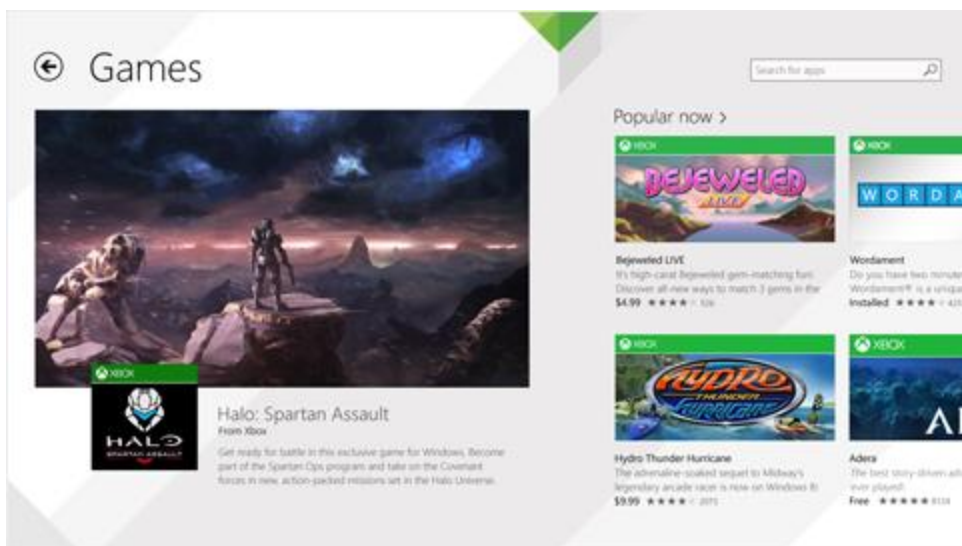 Games
Search for apps
XBOX
HALO
SPARTAN ASSAULT
Halo: Spartan Assault
From Xbox
Get ready for battle in this exclusive game for Windows. Become
part of the Spartan Ops program and take on the Covenant
forces in new, action-packed missions set in the Halo Universe.
Popular now >
XBOX
BEJEWELED
LIVE
Bejeweled LIVE
It's high-carat Bejeweled gem-matching fun!
Discover all-new ways to match 3 gems in the
$4.99
XBOX
WORDA
Wordament
Do you have two minute
Wordament® is a uniqu
Installed
XBOX
HYDRO
THUNDER
HURRICANE
Hydro Thunder Hurricane
The adrenaline-soaked sequel to Midway's
legendary arcade racer is now on Windows 8!
$9.99 2075
XBOX
Adera
The best story-driven adv
ever played!
Free